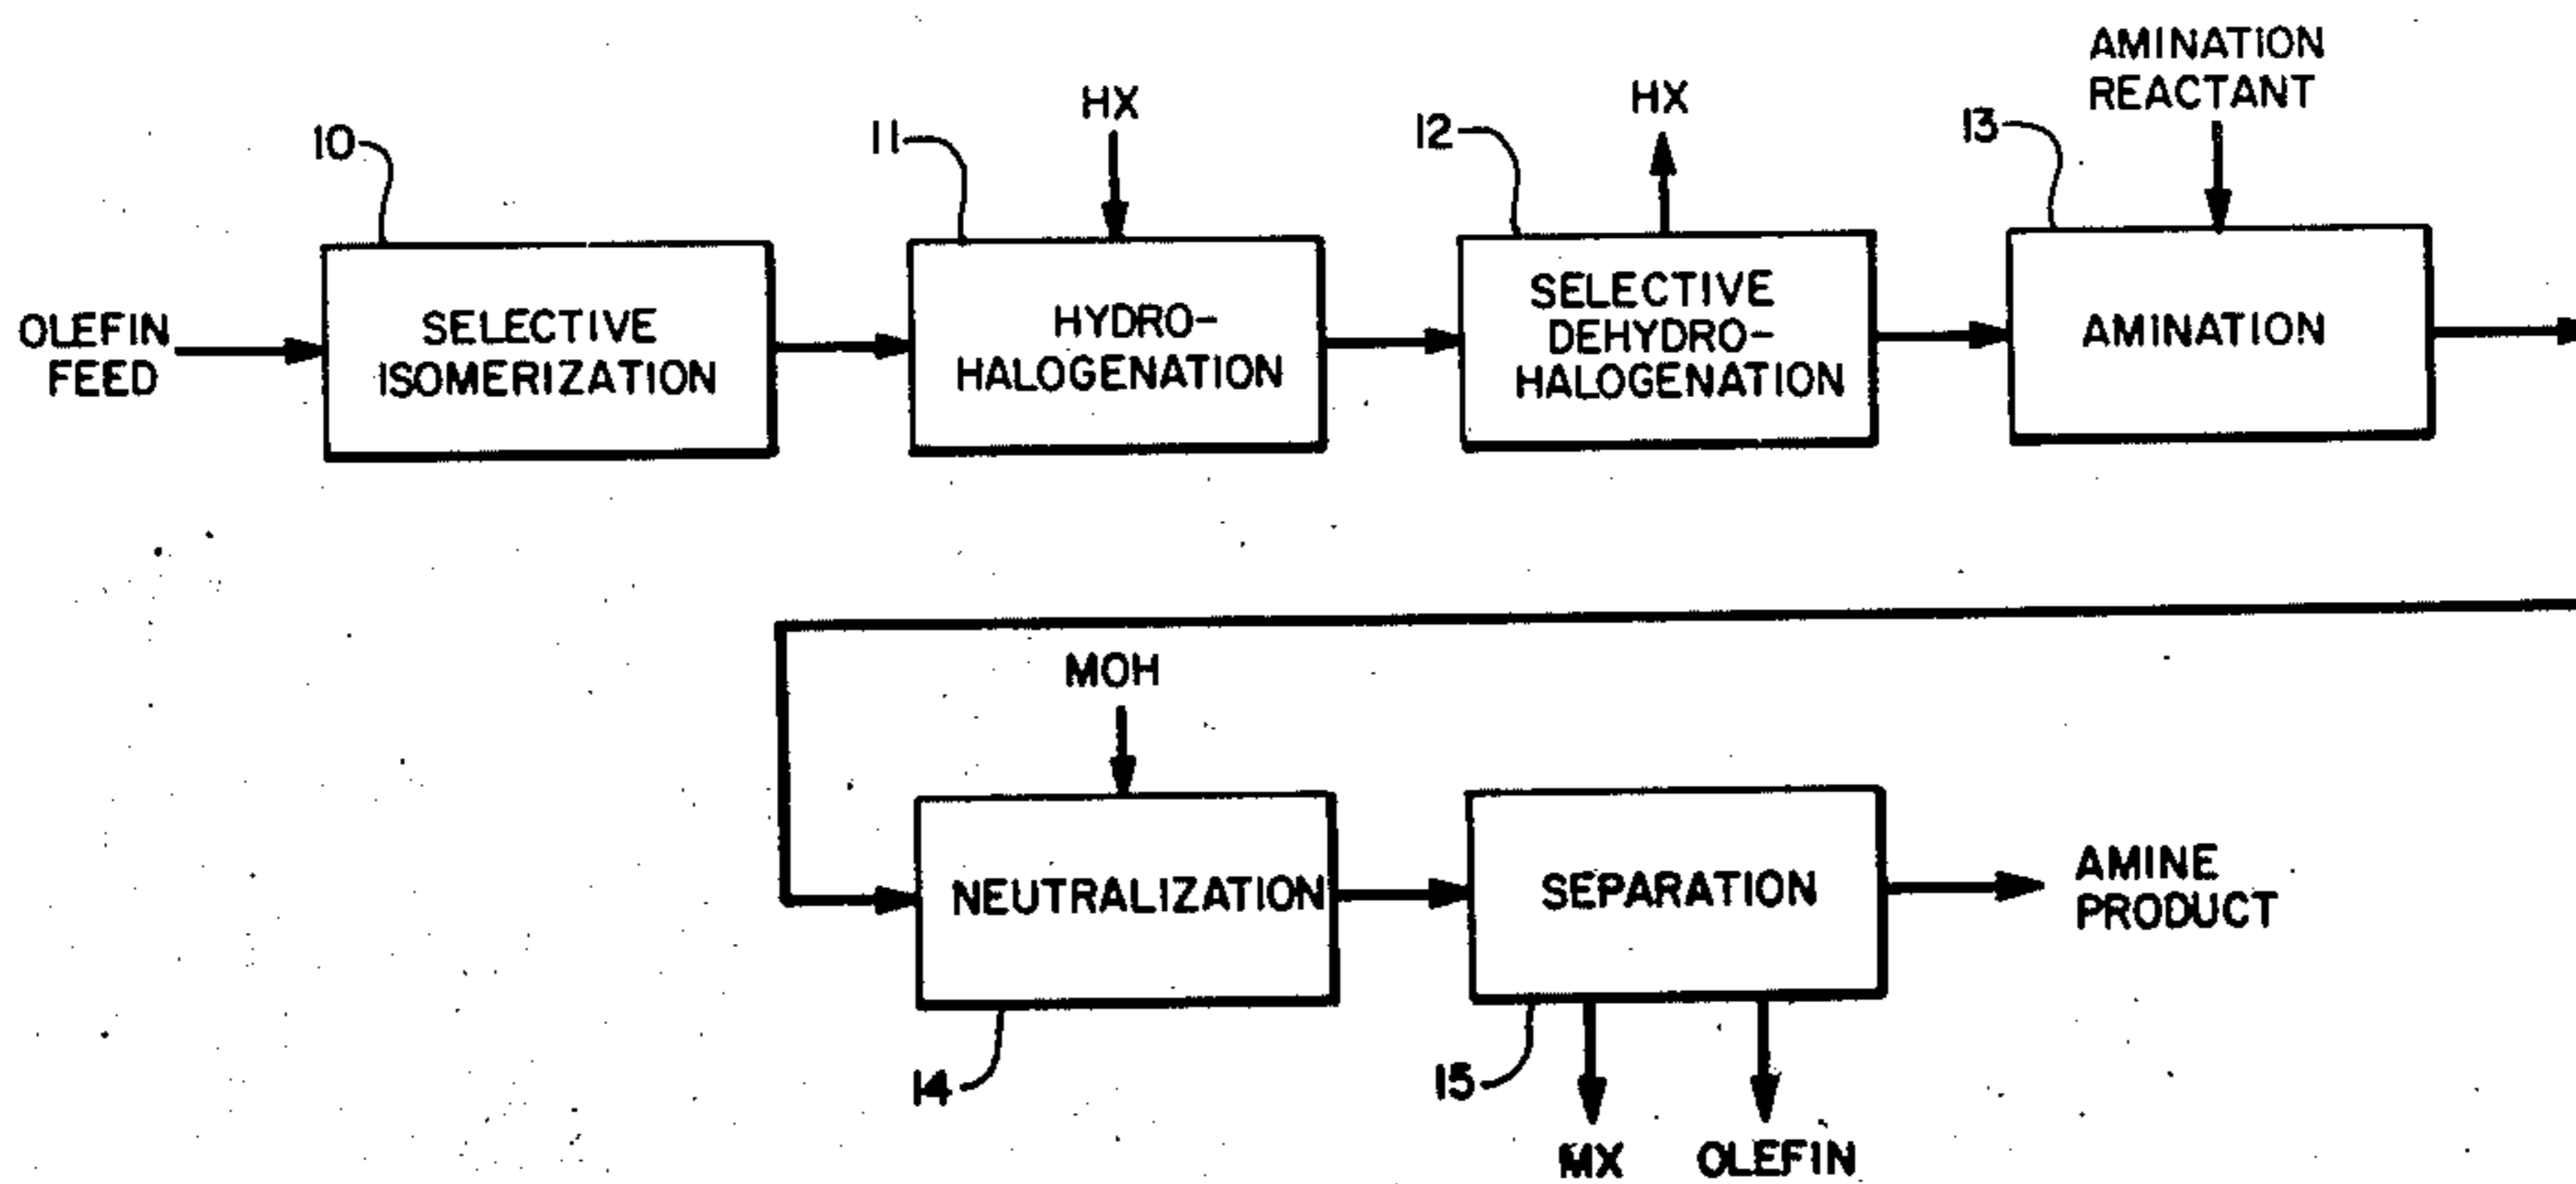 10
11
HX
12
HX
13
AMINATION
REACTANT
OLEFIN
FEED
SELECTIVE
ISOMERIZATION
HYDRO-
HALOGENATION
SELECTIVE
DEHYDRO-
HALOGENATION
AMINATION
MOH
NEUTRALIZATION
SEPARATION
AMINE
PRODUCT
14
15
MX
OLEFIN